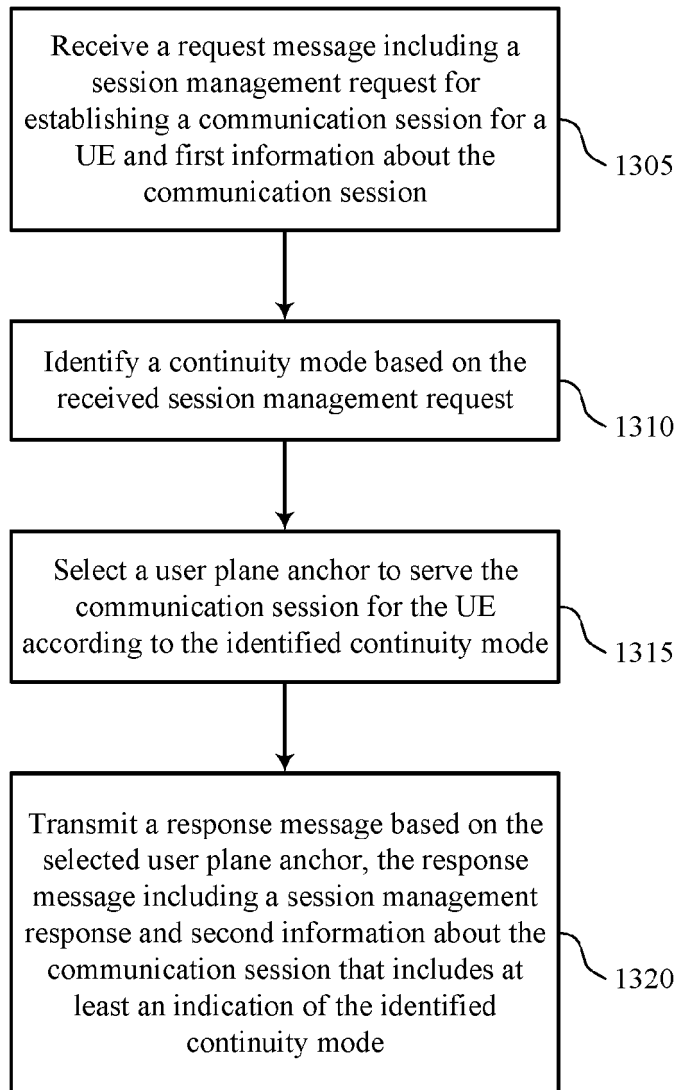 Receive a request message including a
session management request for
establishing a communication session for a
UE and first information about the
communication session
1305
Identify a continuity mode based on the
received session management request
1310
Select a user plane anchor to serve the
communication session for the UE
according to the identified continuity mode
1315
Transmit a response message based on the
selected user plane anchor, the response
message including a session management
response and second information about the
communication session that includes at
least an indication of the identified
continuity mode
1320